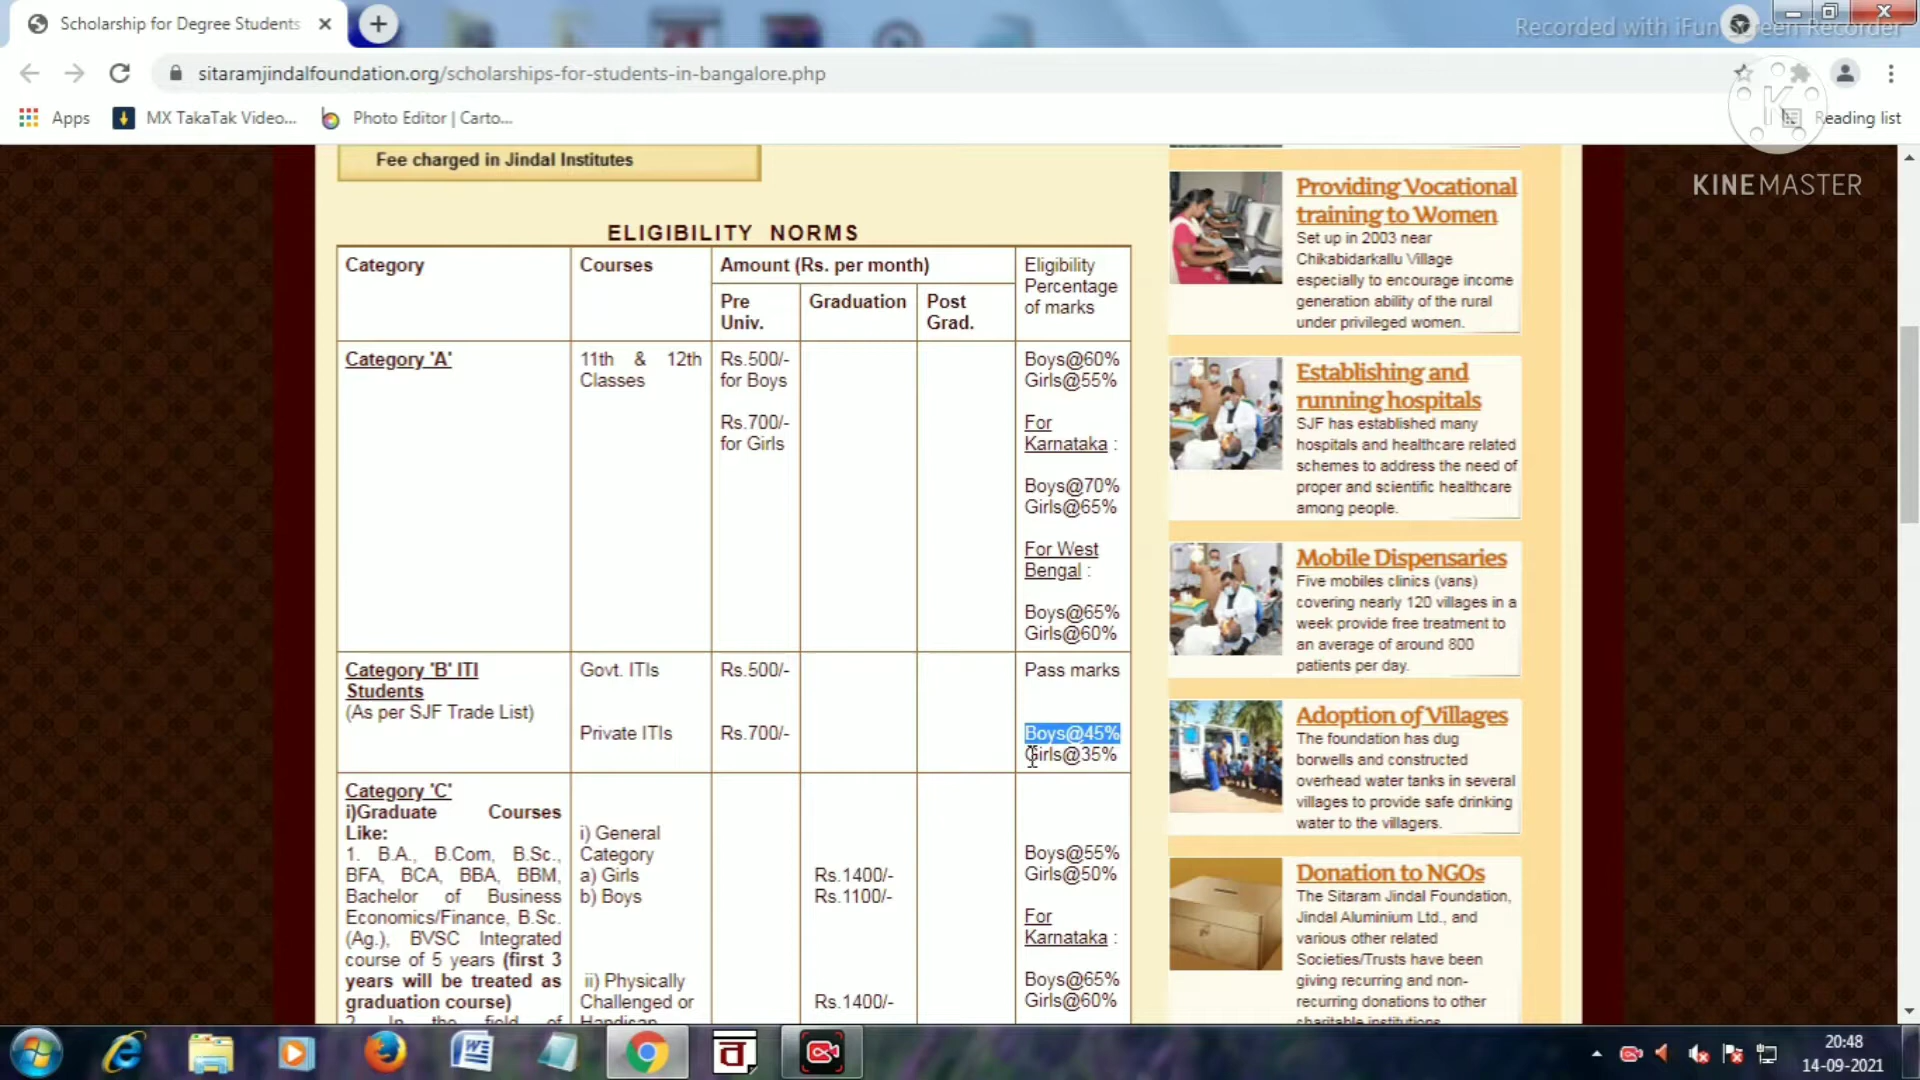 Scholarship for Degree Students
Recorded with iFun Screen Recorder
sitaramjindalfoundation.org/scholarships-for-students-in-bangalore.php
Apps
MX TakaTak Video...
Photo Editor | Carto...
Reading list
KINEMASTER
Fee charged in Jindal Institutes
ELIGIBILITY NORMS
Category
Courses
Amount (Rs. per month)
Pre
Univ.
Graduation
Post
Grad.
Eligibility
Percentage
of marks
Category 'A'
11th & 12th
Classes
Rs.500/-
for Boys
Rs.700/-
for Girls
Boys@60%
Girls@55%
For
Karnataka :
Boys@70%
Girls@65%
For West
Bengal :
Boys@65%
Girls@60%
Category 'B' ITI
Students
(As per SJF Trade List)
Govt. ITIs
Rs.500/-
Pass marks
Private ITIs
Rs.700/-
Boys@45%
Girls@35%
Category 'C'
i)Graduate Courses
Like:
1. B.A., B.Com, B.Sc.,
BFA, BCA, BBA, BBM,
Bachelor of Business
Economics/Finance, B.Sc.
(Ag.), BVSC Integrated
course of 5 years (first 3
years will be treated as
graduation course)
2. In the field of
i) General
Category
a) Girls
b) Boys
ii) Physically
Challenged or
Handicap
Rs.1400/-
Rs.1100/-
Rs.1400/-
Boys@55%
Girls@50%
For
Karnataka :
Boys@65%
Girls@60%
Providing Vocational
training to Women
Set up in 2003 near
Chikabidarkallu Village
especially to encourage income
generation ability of the rural
under privileged women.
Establishing and
running hospitals
SJF has established many
hospitals and healthcare related
schemes to address the need of
proper and scientific healthcare
among people.
Mobile Dispensaries
Five mobiles clinics (vans)
covering nearly 120 villages in a
week provide free treatment to
an average of around 800
patients per day.
Adoption of Villages
The foundation has dug
borwells and constructed
overhead water tanks in several
villages to provide safe drinking
water to the villagers.
Donation to NGOs
The Sitaram Jindal Foundation,
Jindal Aluminium Ltd., and
various other related
Societies/Trusts have been
giving recurring and non-
recurring donations to other
charitable institutions
20:48
14-09-2021